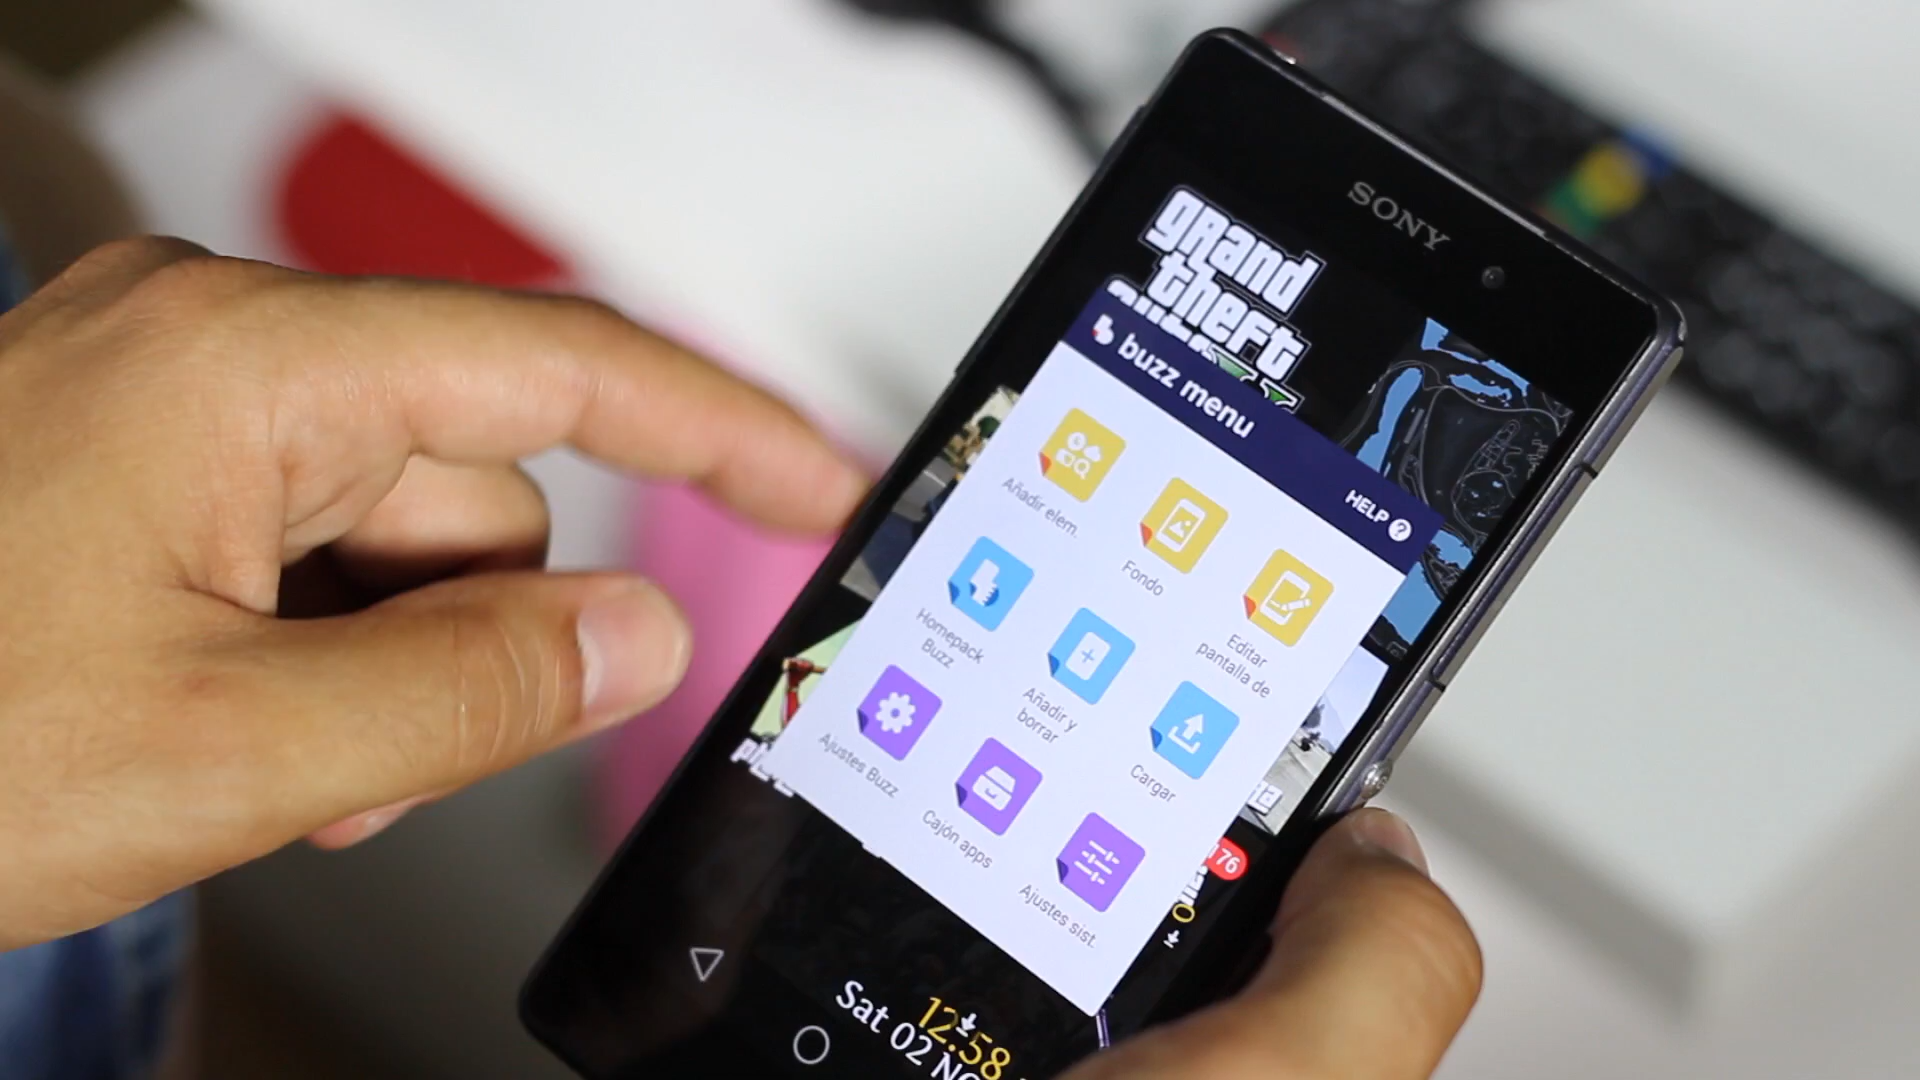 SONY
grand
theft
buzz menu
HELP ?
Añadir elem.
Fondo
Editar
pantalla de
Homepack
Buzz
Añadir y
borrar
Cargar
Ajustes Buzz
Cajón apps
Ajustes sist.
176
12:58
Sat 02